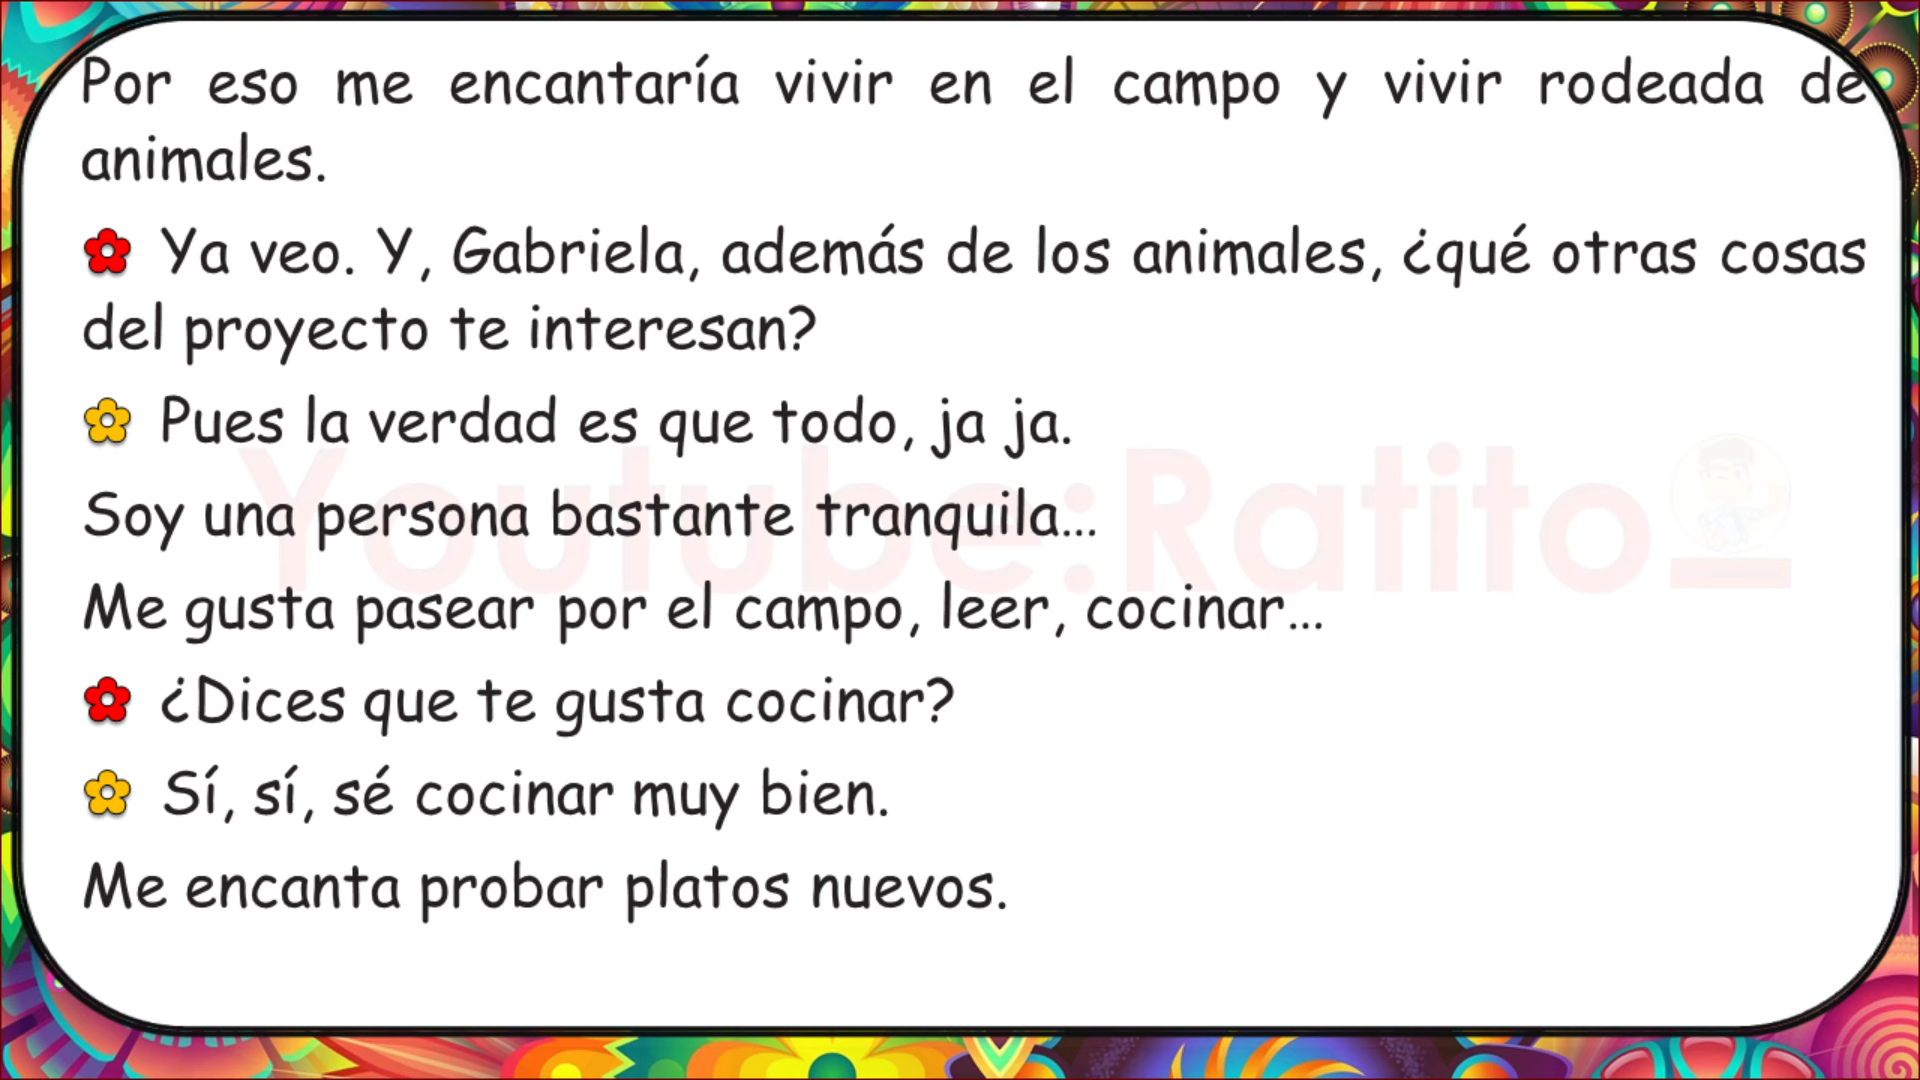 Por eso me encantaría vivir en el campo y vivir rodeada de
animales.
Ya veo. Y, Gabriela, además de los animales, ¿qué otras cosas
del proyecto te interesan?
Pues la verdad es que todo, ja ja.
Soy una persona bastante tranquila...
Me gusta pasear por el campo, leer, cocinar...
¿Dices que te gusta cocinar?
Sí, sí, sé cocinar muy bien.
Me encanta probar platos nuevos.
Youtube:Ratito